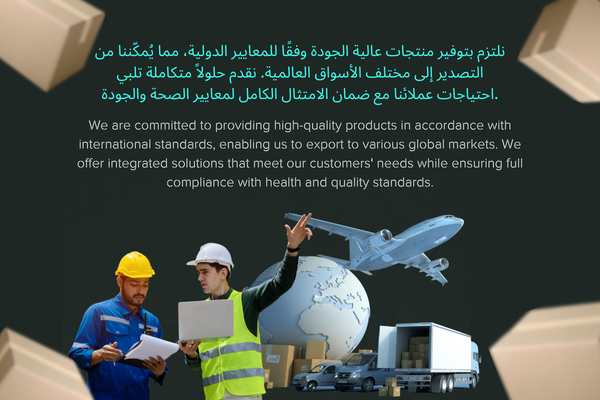 نلتزم بتوفير منتجات عالية الجودة وفقًا للمعايير الدولية، مما يُمكّننا من
التصدير إلى مختلف الأسواق العالمية. نقدم حلولاً متكاملة تلبي
احتياجات عملائنا مع ضمان الامتثال الكامل لمعايير الصحة والجودة.
We are committed to providing high-quality products in accordance with
international standards, enabling us to export to various global markets. We
offer integrated solutions that meet our customers' needs while ensuring full
compliance with health and quality standards.